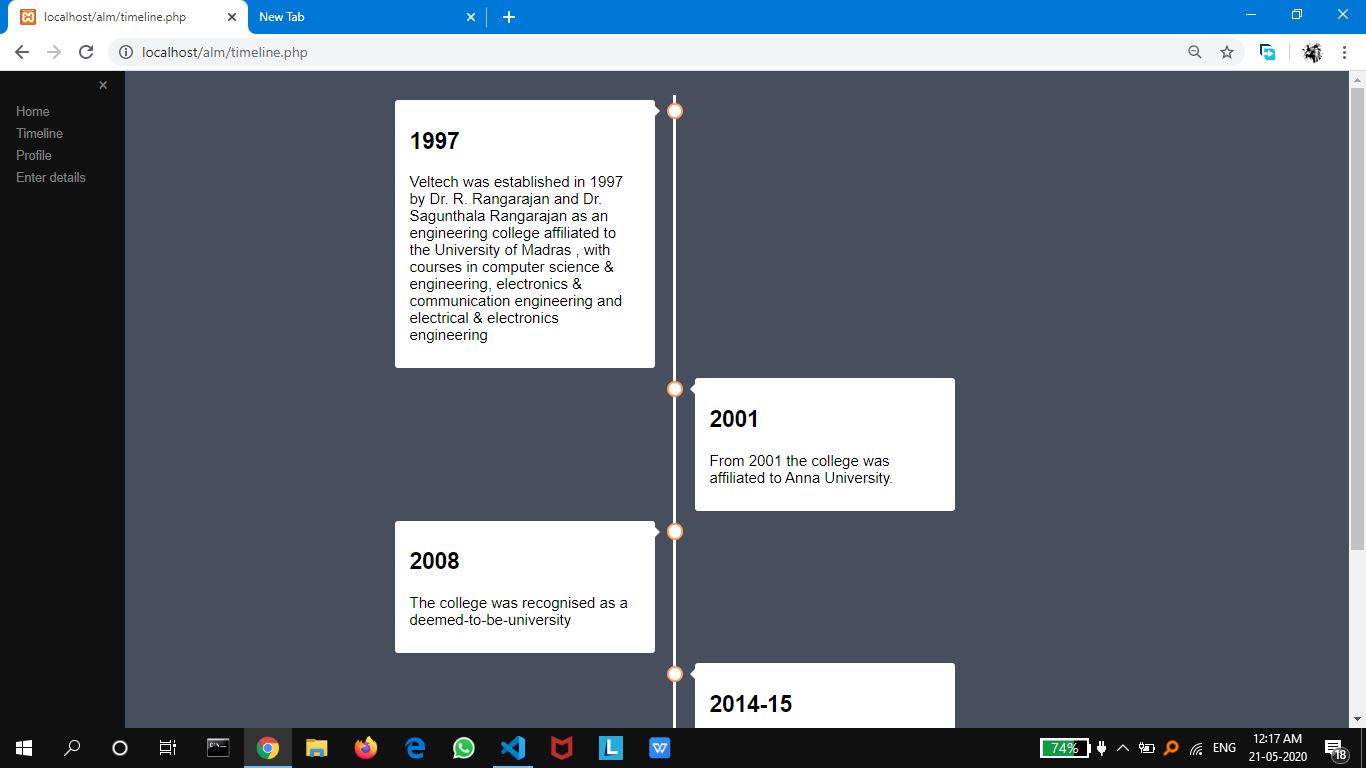 localhost/alm/timeline.php
New Tab
localhost/alm/timeline.php
Home
Timeline
Profile
Enter details
1997
Veltech was established in 1997
by Dr. R. Rangarajan and Dr.
Sagunthala Rangarajan as an
engineering college affiliated to
the University of Madras , with
courses in computer science &
engineering, electronics &
communication engineering and
electrical & electronics
engineering
2001
From 2001 the college was
affiliated to Anna University.
2008
The college was recognised as a
deemed-to-be-university
2014-15
74%
ENG
12:17 AM
21-05-2020
18